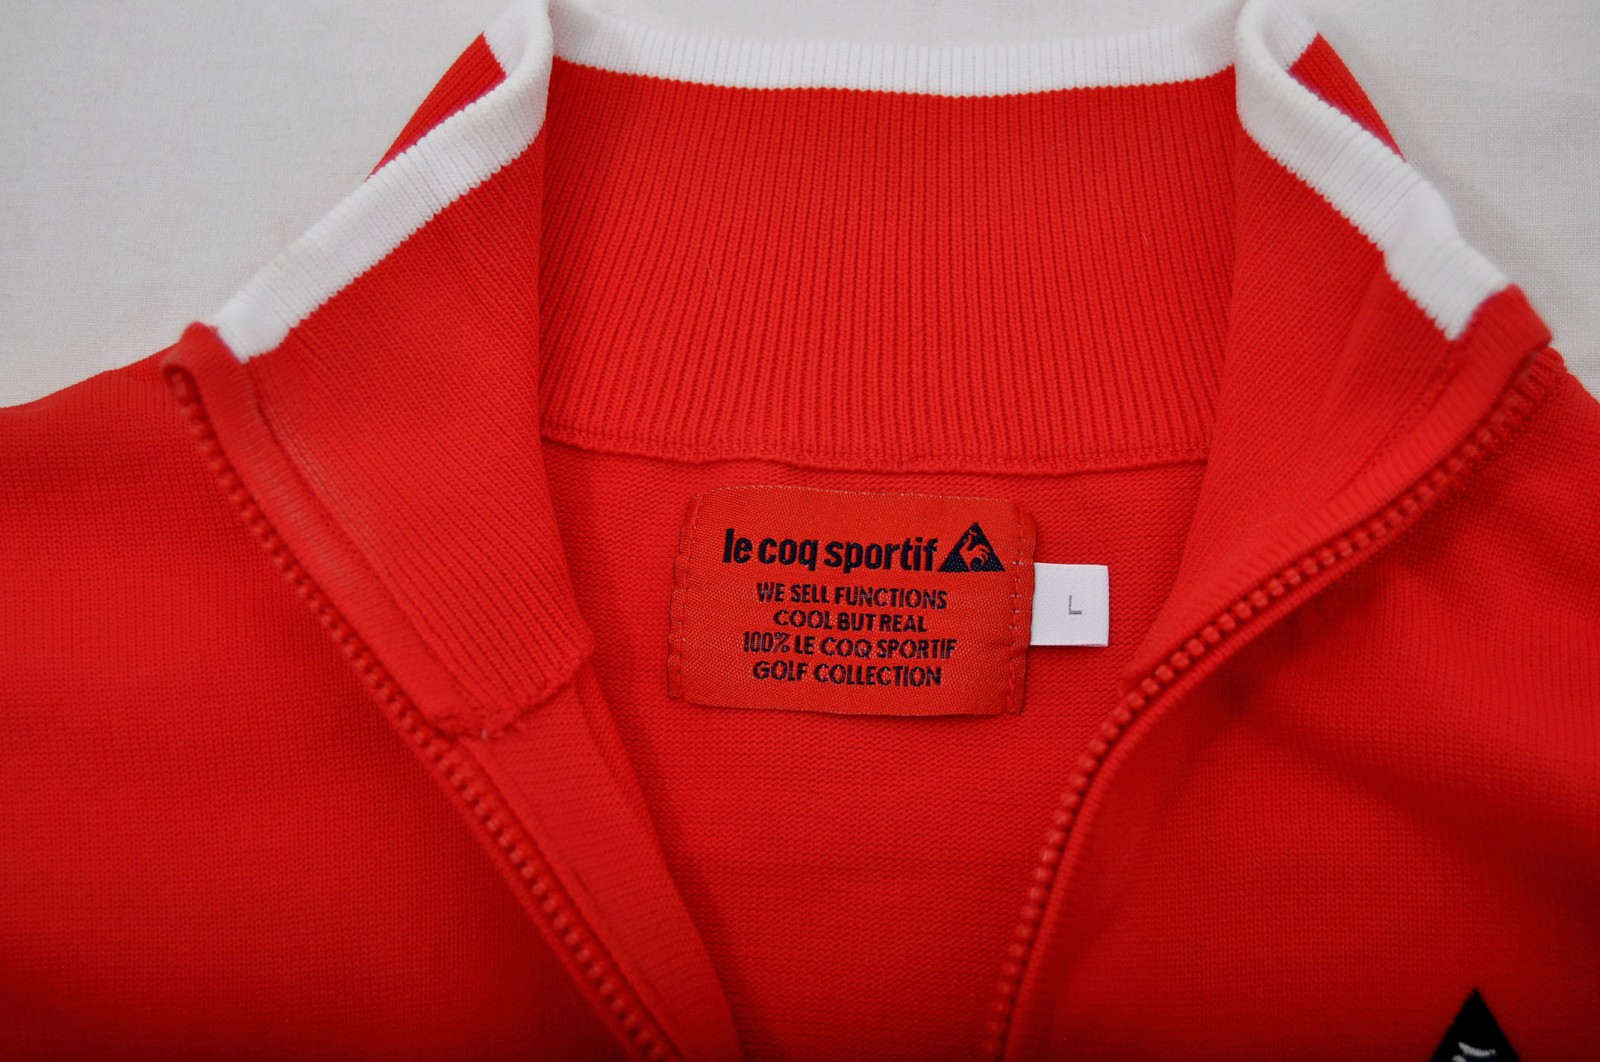 le coq sportif
WE SELL FUNCTIONS
COOL BUT REAL
100% LE COQ SPORTIF
GOLF COLLECTION
L